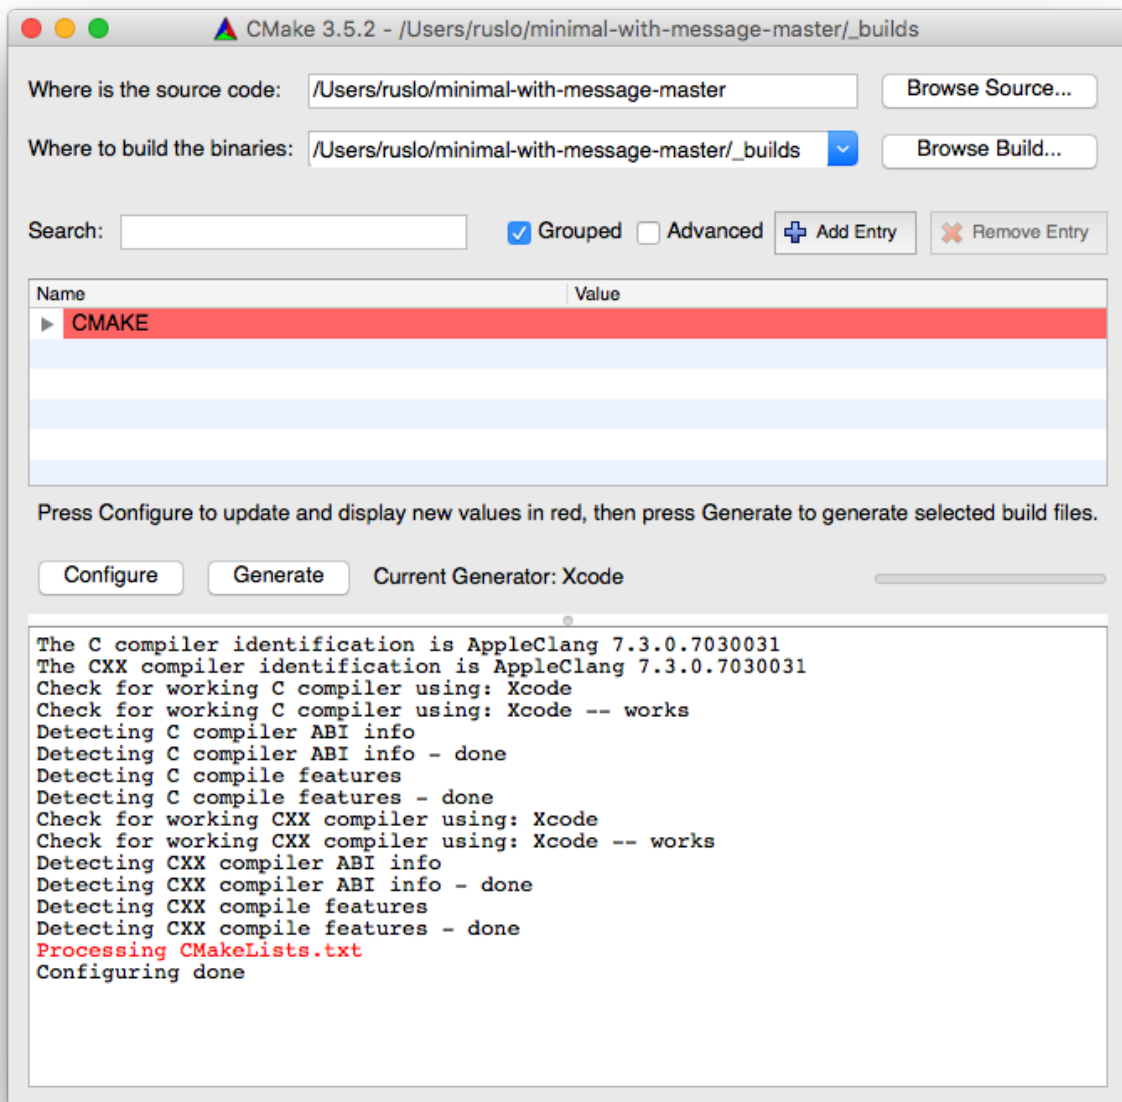 CMake 3.5.2 - /Users/ruslo/minimal-with-message-master/_builds
Where is the source code: /Users/ruslo/minimal-with-message-master Browse Source...
Where to build the binaries: /Users/ruslo/minimal-with-message-master/_builds Browse Build...
Search: Grouped Advanced Add Entry Remove Entry
Name Value
CMAKE
Press Configure to update and display new values in red, then press Generate to generate selected build files.
Configure Generate Current Generator: Xcode
The C compiler identification is AppleClang 7.3.0.7030031
The CXX compiler identification is AppleClang 7.3.0.7030031
Check for working C compiler using: Xcode
Check for working C compiler using: Xcode -- works
Detecting C compiler ABI info
Detecting C compiler ABI info - done
Detecting C compile features
Detecting C compile features - done
Check for working CXX compiler using: Xcode
Check for working CXX compiler using: Xcode -- works
Detecting CXX compiler ABI info
Detecting CXX compiler ABI info - done
Detecting CXX compile features
Detecting CXX compile features - done
Processing CMakeLists.txt
Configuring done